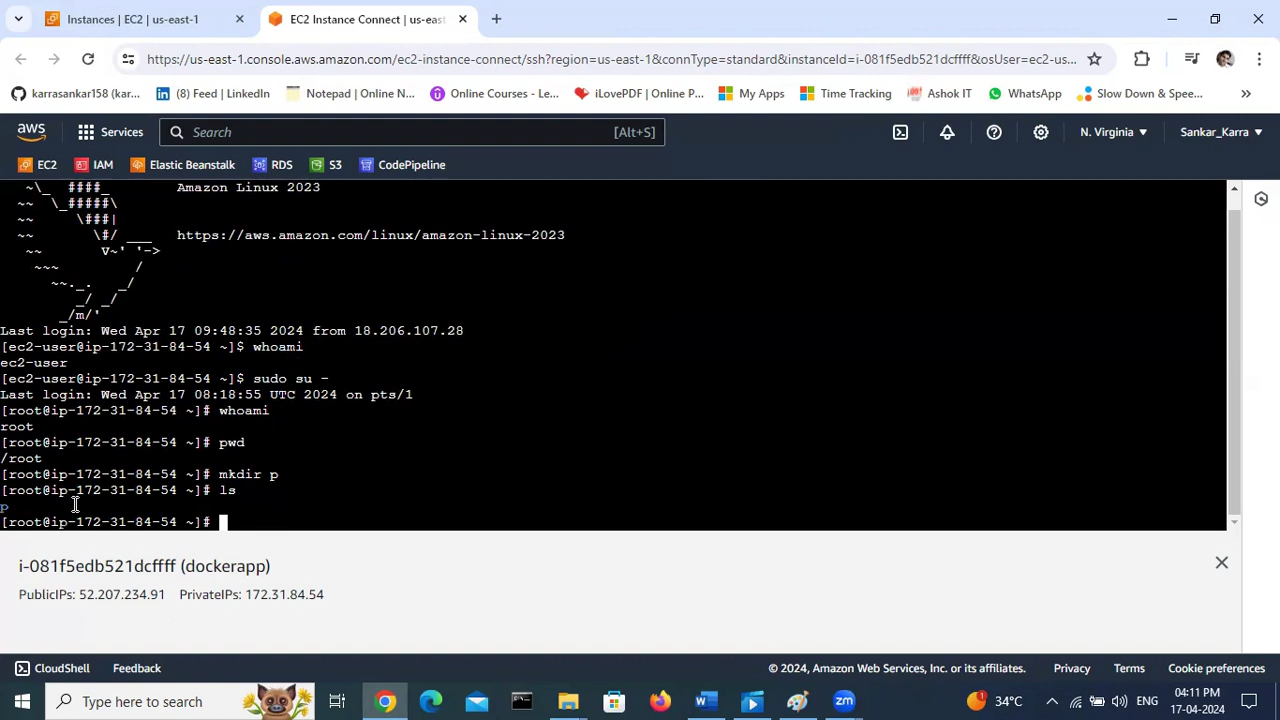 Instances | EC2 | us-east-1
EC2 Instance Connect | us-eas
https://us-east-1.console.aws.amazon.com/ec2-instance-connect/ssh?region=us-east-1&connType=standard&instanceId=i-081f5edb521dcffff&osUser=ec2-us...
karrasankar158 (kar...
(8) Feed | LinkedIn
Notepad | Online N...
Online Courses - Le...
iLovePDF | Online P...
My Apps
Time Tracking
Ashok IT
WhatsApp
Slow Down & Spee...
aws
Services
Search
[Alt+S]
N. Virginia
Sankar_Karra
EC2
IAM
Elastic Beanstalk
RDS
S3
CodePipeline
~\_  ####_        Amazon Linux 2023
~~  \_#####\
~~     \###|
~~       \#/ ___   https://aws.amazon.com/linux/amazon-linux-2023
~~       V~' '->
~~~         /
~~._.   _/
_/ _/
_/m/'
Last login: Wed Apr 17 09:48:35 2024 from 18.206.107.28
[ec2-user@ip-172-31-84-54 ~]$ whoami
ec2-user
[ec2-user@ip-172-31-84-54 ~]$ sudo su -
Last login: Wed Apr 17 08:18:55 UTC 2024 on pts/1
[root@ip-172-31-84-54 ~]# whoami
root
[root@ip-172-31-84-54 ~]# pwd
/root
[root@ip-172-31-84-54 ~]# mkdir p
[root@ip-172-31-84-54 ~]# ls
p
[root@ip-172-31-84-54 ~]#
i-081f5edb521dcffff (dockerapp)
PublicIPs: 52.207.234.91 PrivateIPs: 172.31.84.54
CloudShell
Feedback
© 2024, Amazon Web Services, Inc. or its affiliates.
Privacy
Terms
Cookie preferences
Type here to search
34°C
ENG
04:11 PM
17-04-2024